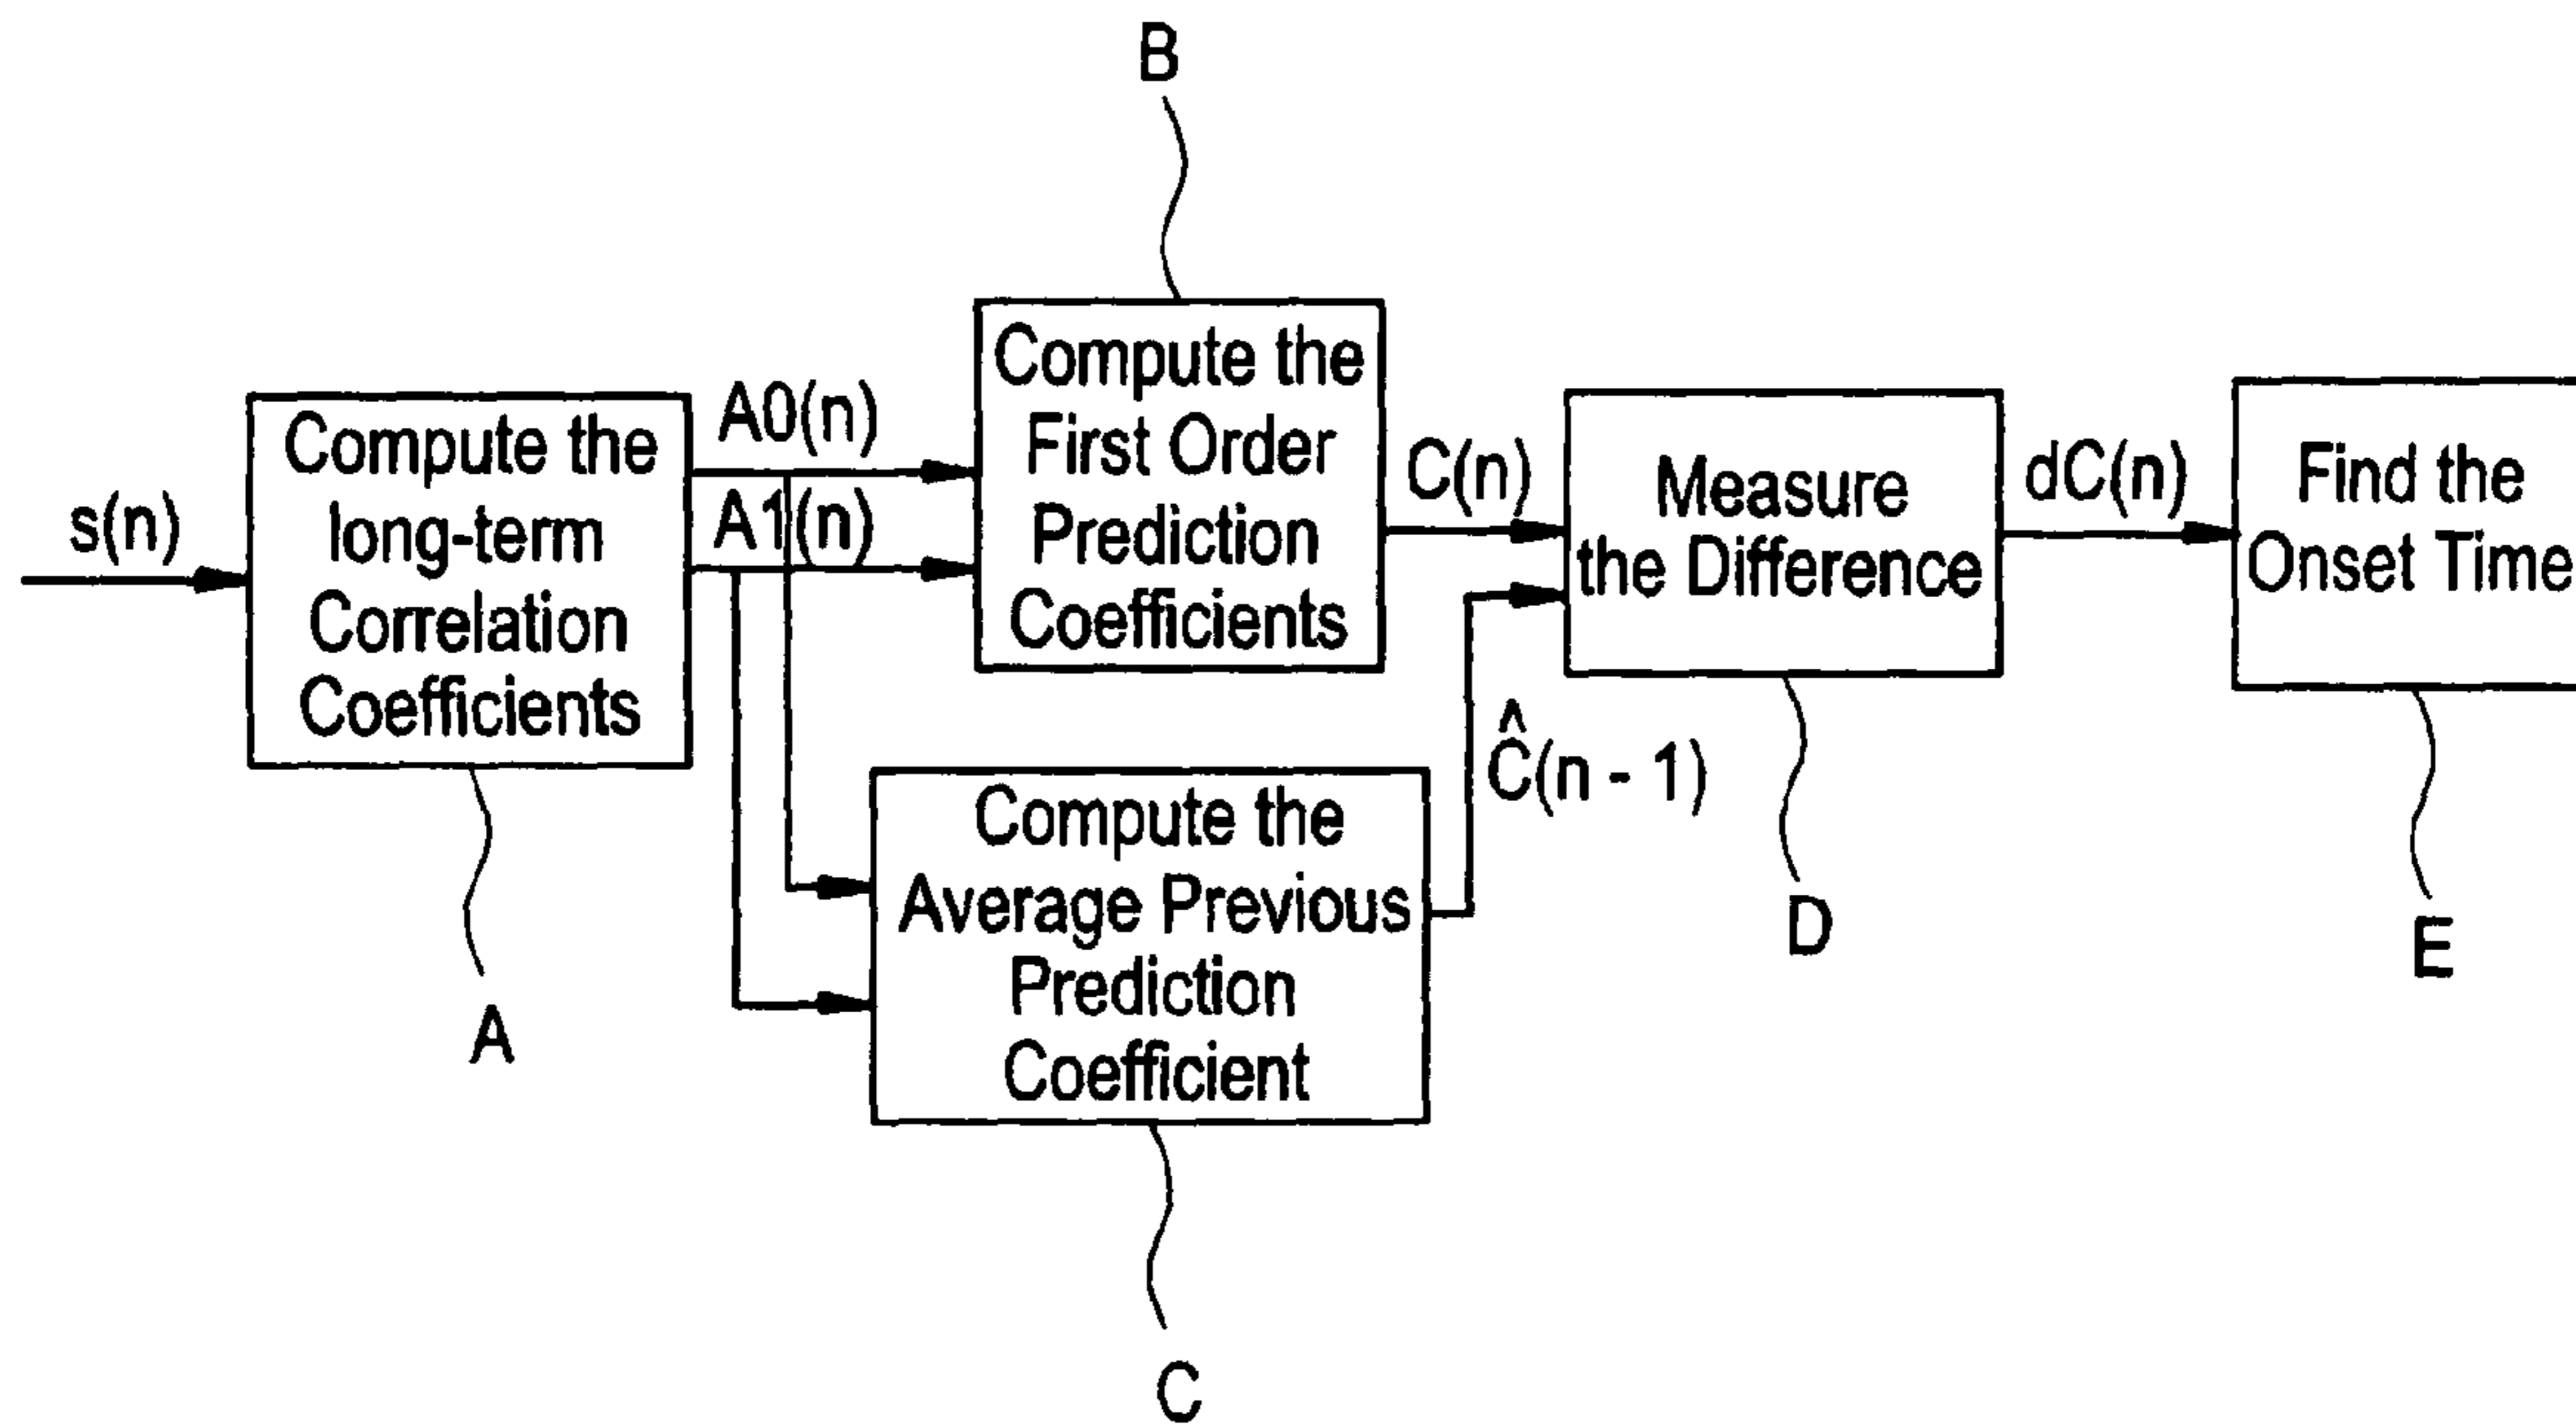 B
s(n)
Compute the
long-term
Correlation
Coefficients
A0(n)
A1(n)
Compute the
First Order
Prediction
Coefficients
C(n)
Measure
the Difference
dC(n)
Find the
Onset Time
Compute the
Average Previous
Prediction
Coefficient
Ĉ(n - 1)
A
D
E
C